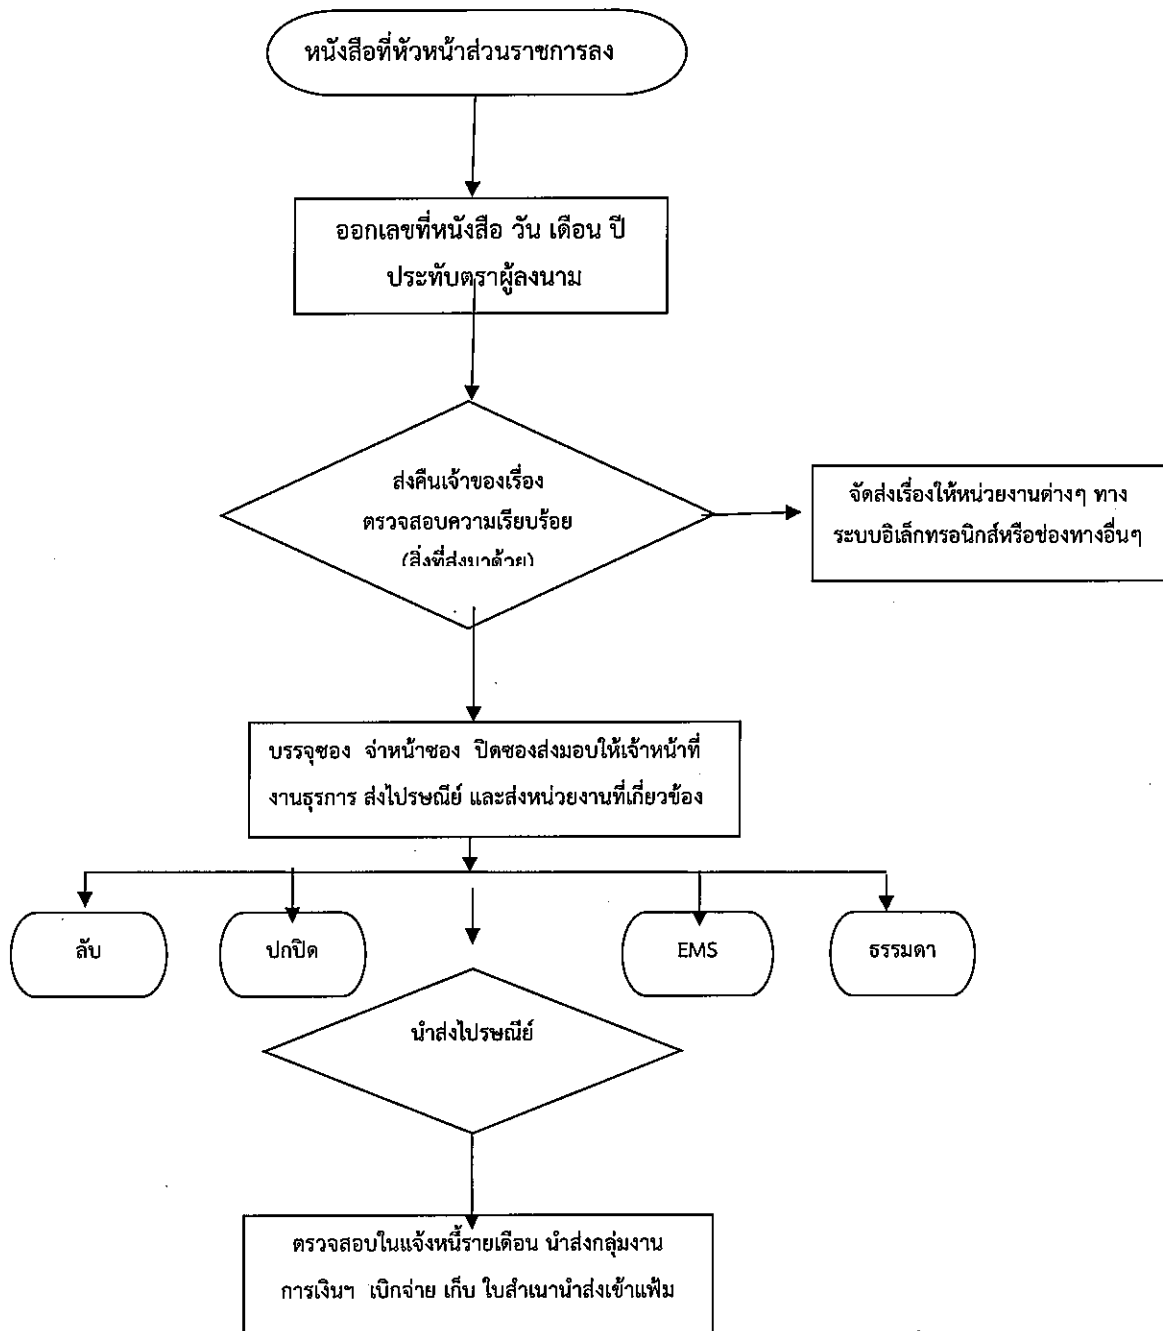 หนังสือที่หัวหน้าส่วนราชการลง
ออกเลขที่หนังสือ วัน เดือน ปี
ประทับตราผู้ลงนาม
ส่งคืนเจ้าของเรื่อง
ตรวจสอบความเรียบร้อย
(สิ่งที่ส่งมาด้วย)
จัดส่งเรื่องให้หน่วยงานต่างๆ ทาง
ระบบอิเล็กทรอนิกส์หรือช่องทางอื่นๆ
บรรจุซอง จ่าหน้าซอง ปิดซองส่งมอบให้เจ้าหน้าที่
งานธุรการ ส่งไปรษณีย์ และส่งหน่วยงานที่เกี่ยวข้อง
ลับ
ปกปิด
EMS
ธรรมดา
นำส่งไปรษณีย์
ตรวจสอบในแจ้งหนี้รายเดือน นำส่งกลุ่มงาน
การเงินฯ เบิกจ่าย เก็บ ใบสำเนานำส่งเข้าแฟ้ม